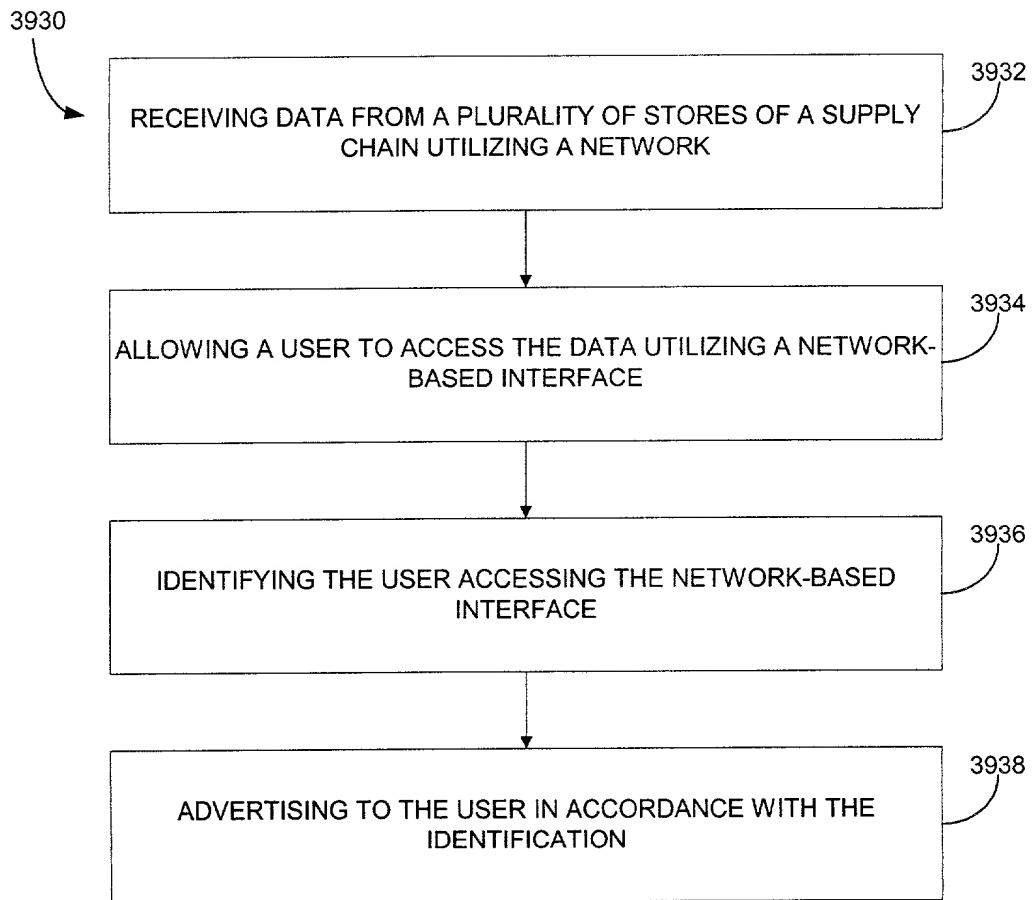 3930
3932
RECEIVING DATA FROM A PLURALITY OF STORES OF A SUPPLY
CHAIN UTILIZING A NETWORK
3934
ALLOWING A USER TO ACCESS THE DATA UTILIZING A NETWORK-
BASED INTERFACE
3936
IDENTIFYING THE USER ACCESSING THE NETWORK-BASED
INTERFACE
3938
ADVERTISING TO THE USER IN ACCORDANCE WITH THE
IDENTIFICATION